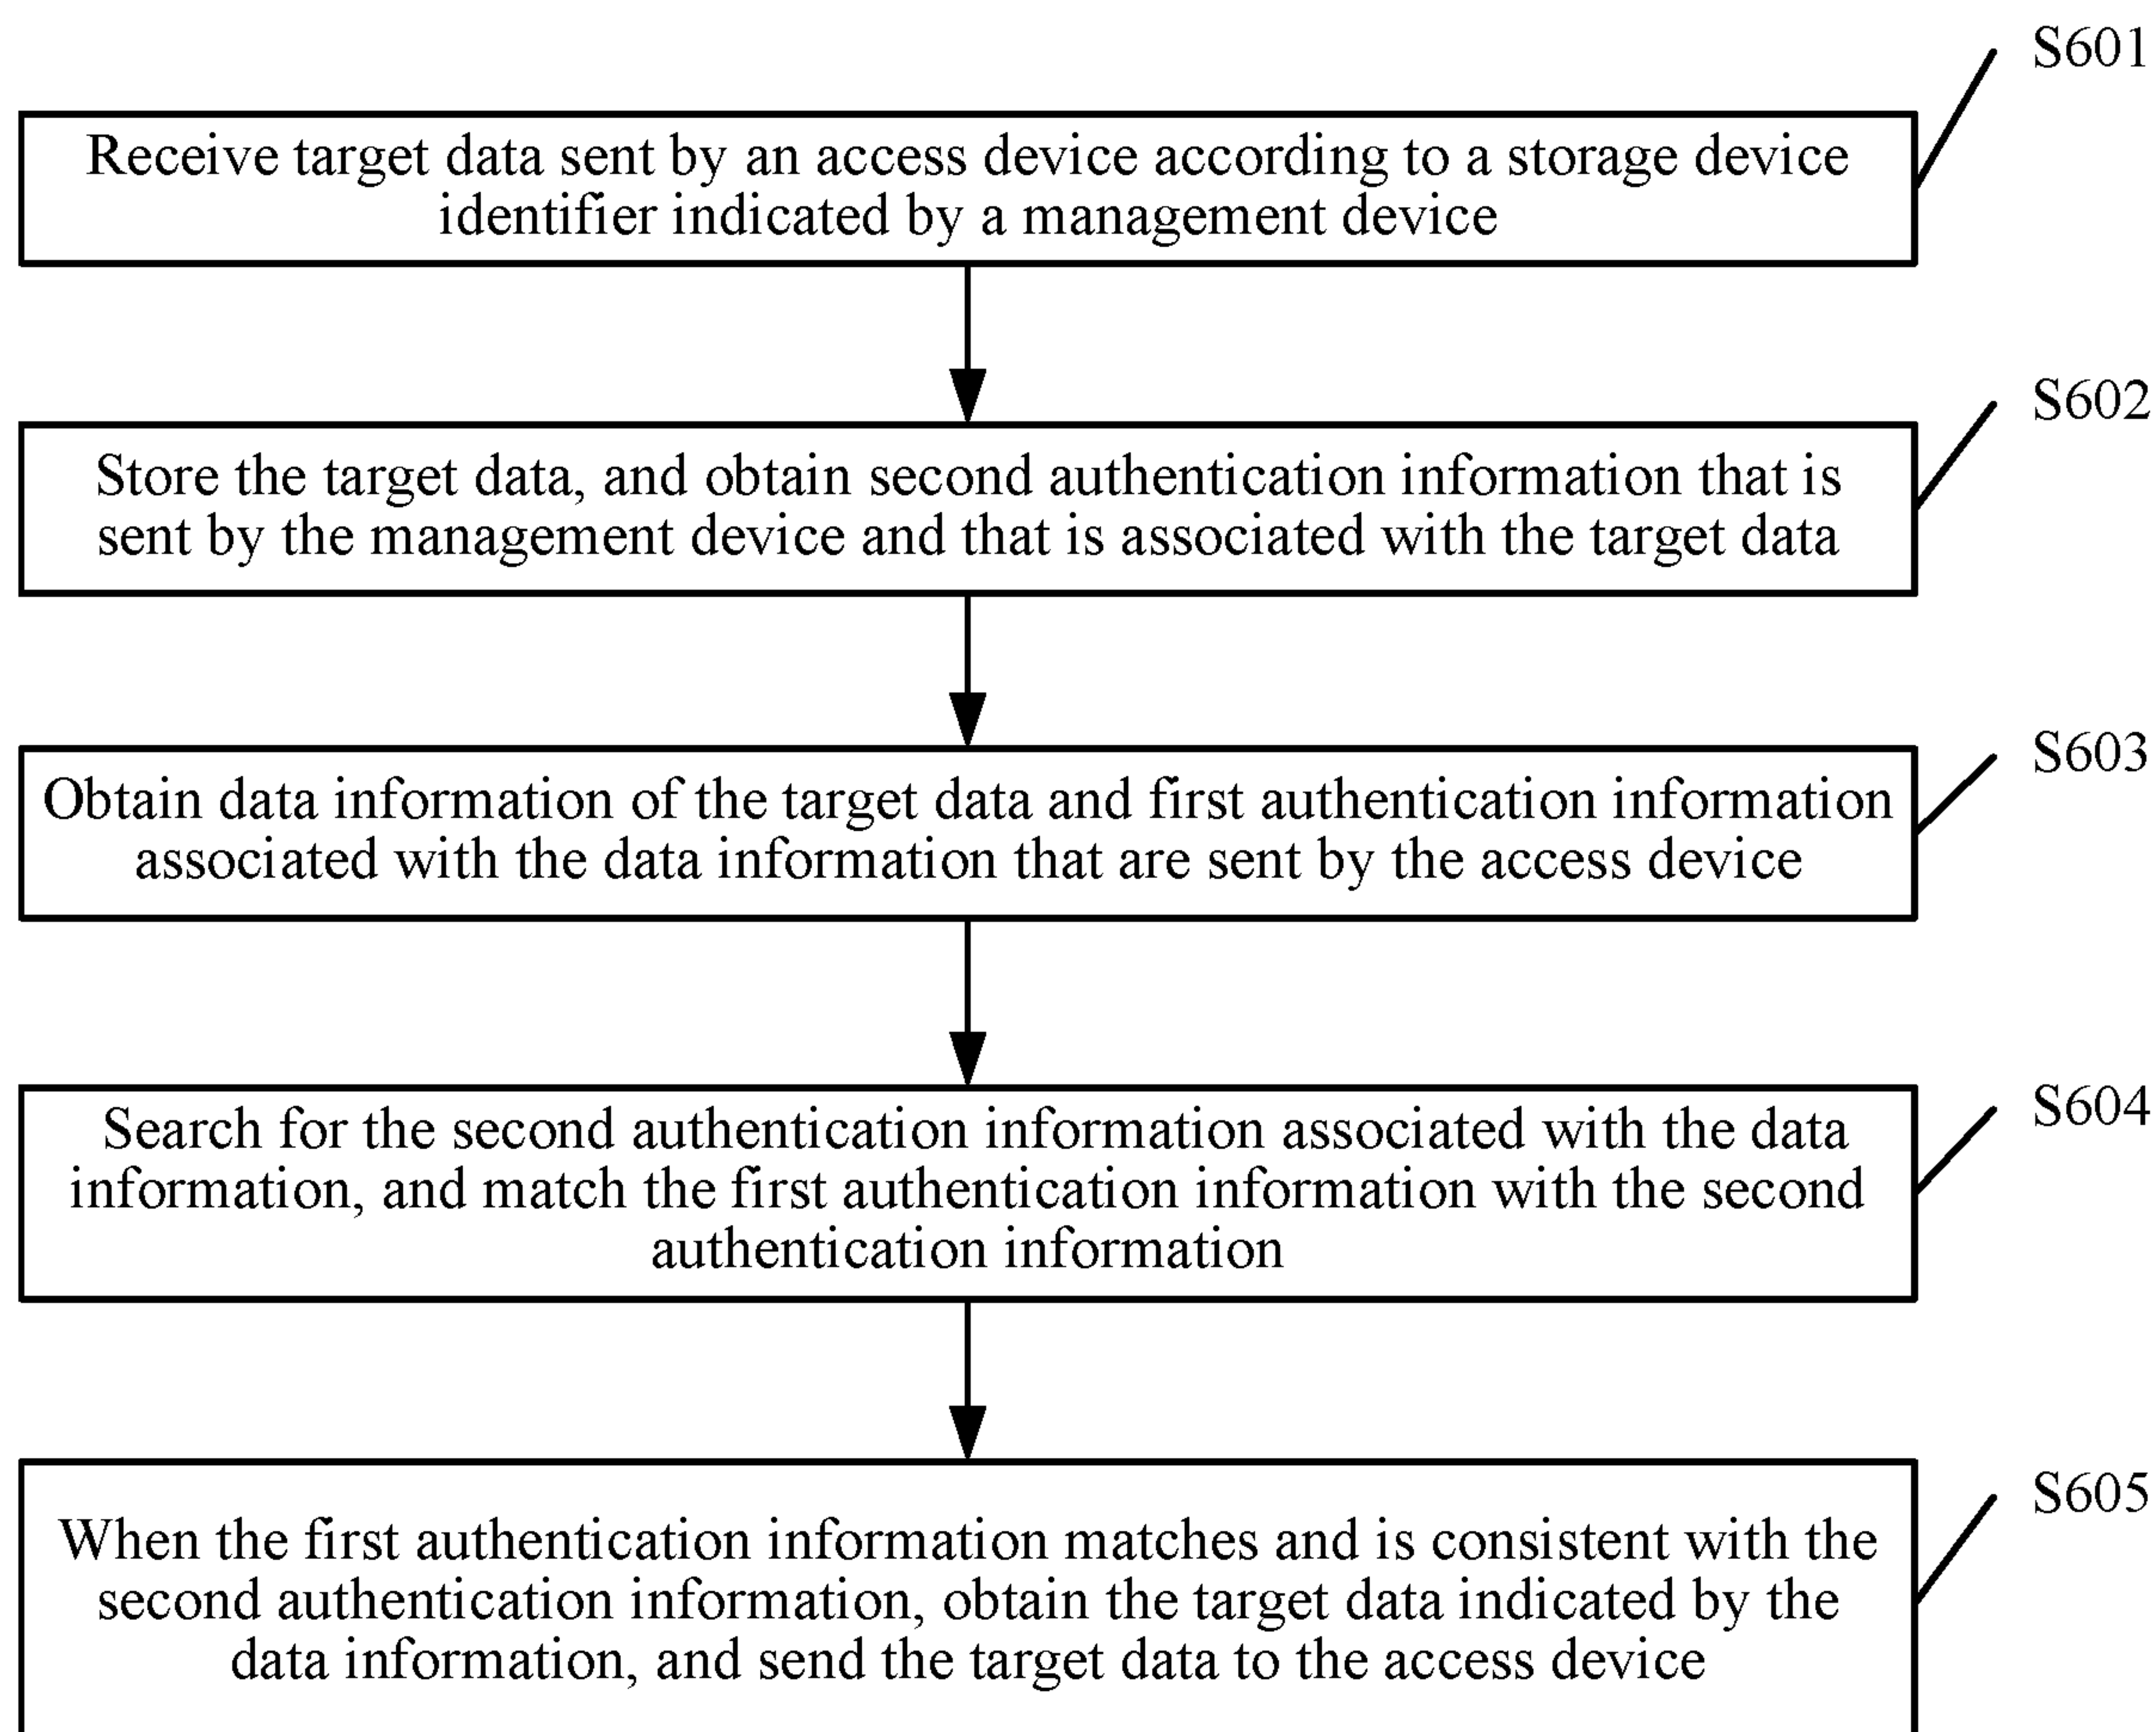 S601
Receive target data sent by an access device according to a storage device
identifier indicated by a management device
S602
Store the target data, and obtain second authentication information that is
sent by the management device and that is associated with the target data
S603
Obtain data information of the target data and first authentication information
associated with the data information that are sent by the access device
S604
Search for the second authentication information associated with the data
information, and match the first authentication information with the second
authentication information
S605
When the first authentication information matches and is consistent with the
second authentication information, obtain the target data indicated by the
data information, and send the target data to the access device